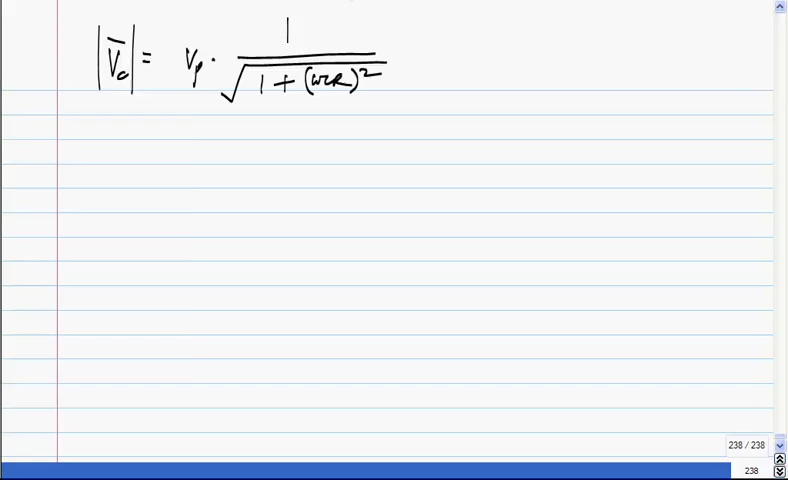 |V̅c| = Vp · 1 / √(1 + (ωCR)²)
238 / 238
238